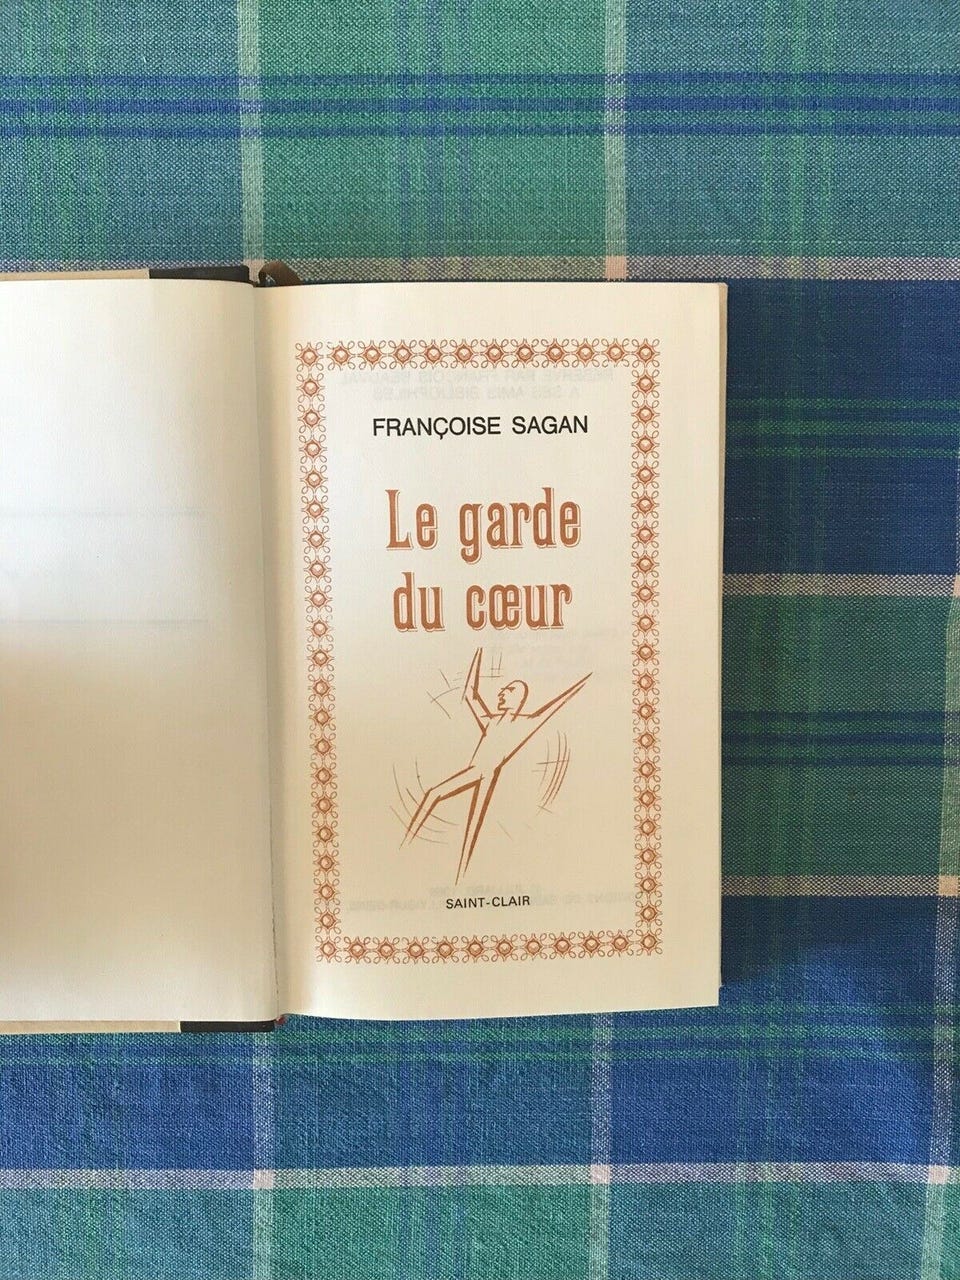 FRANÇOISE SAGAN
Le garde
du cœur
SAINT-CLAIR